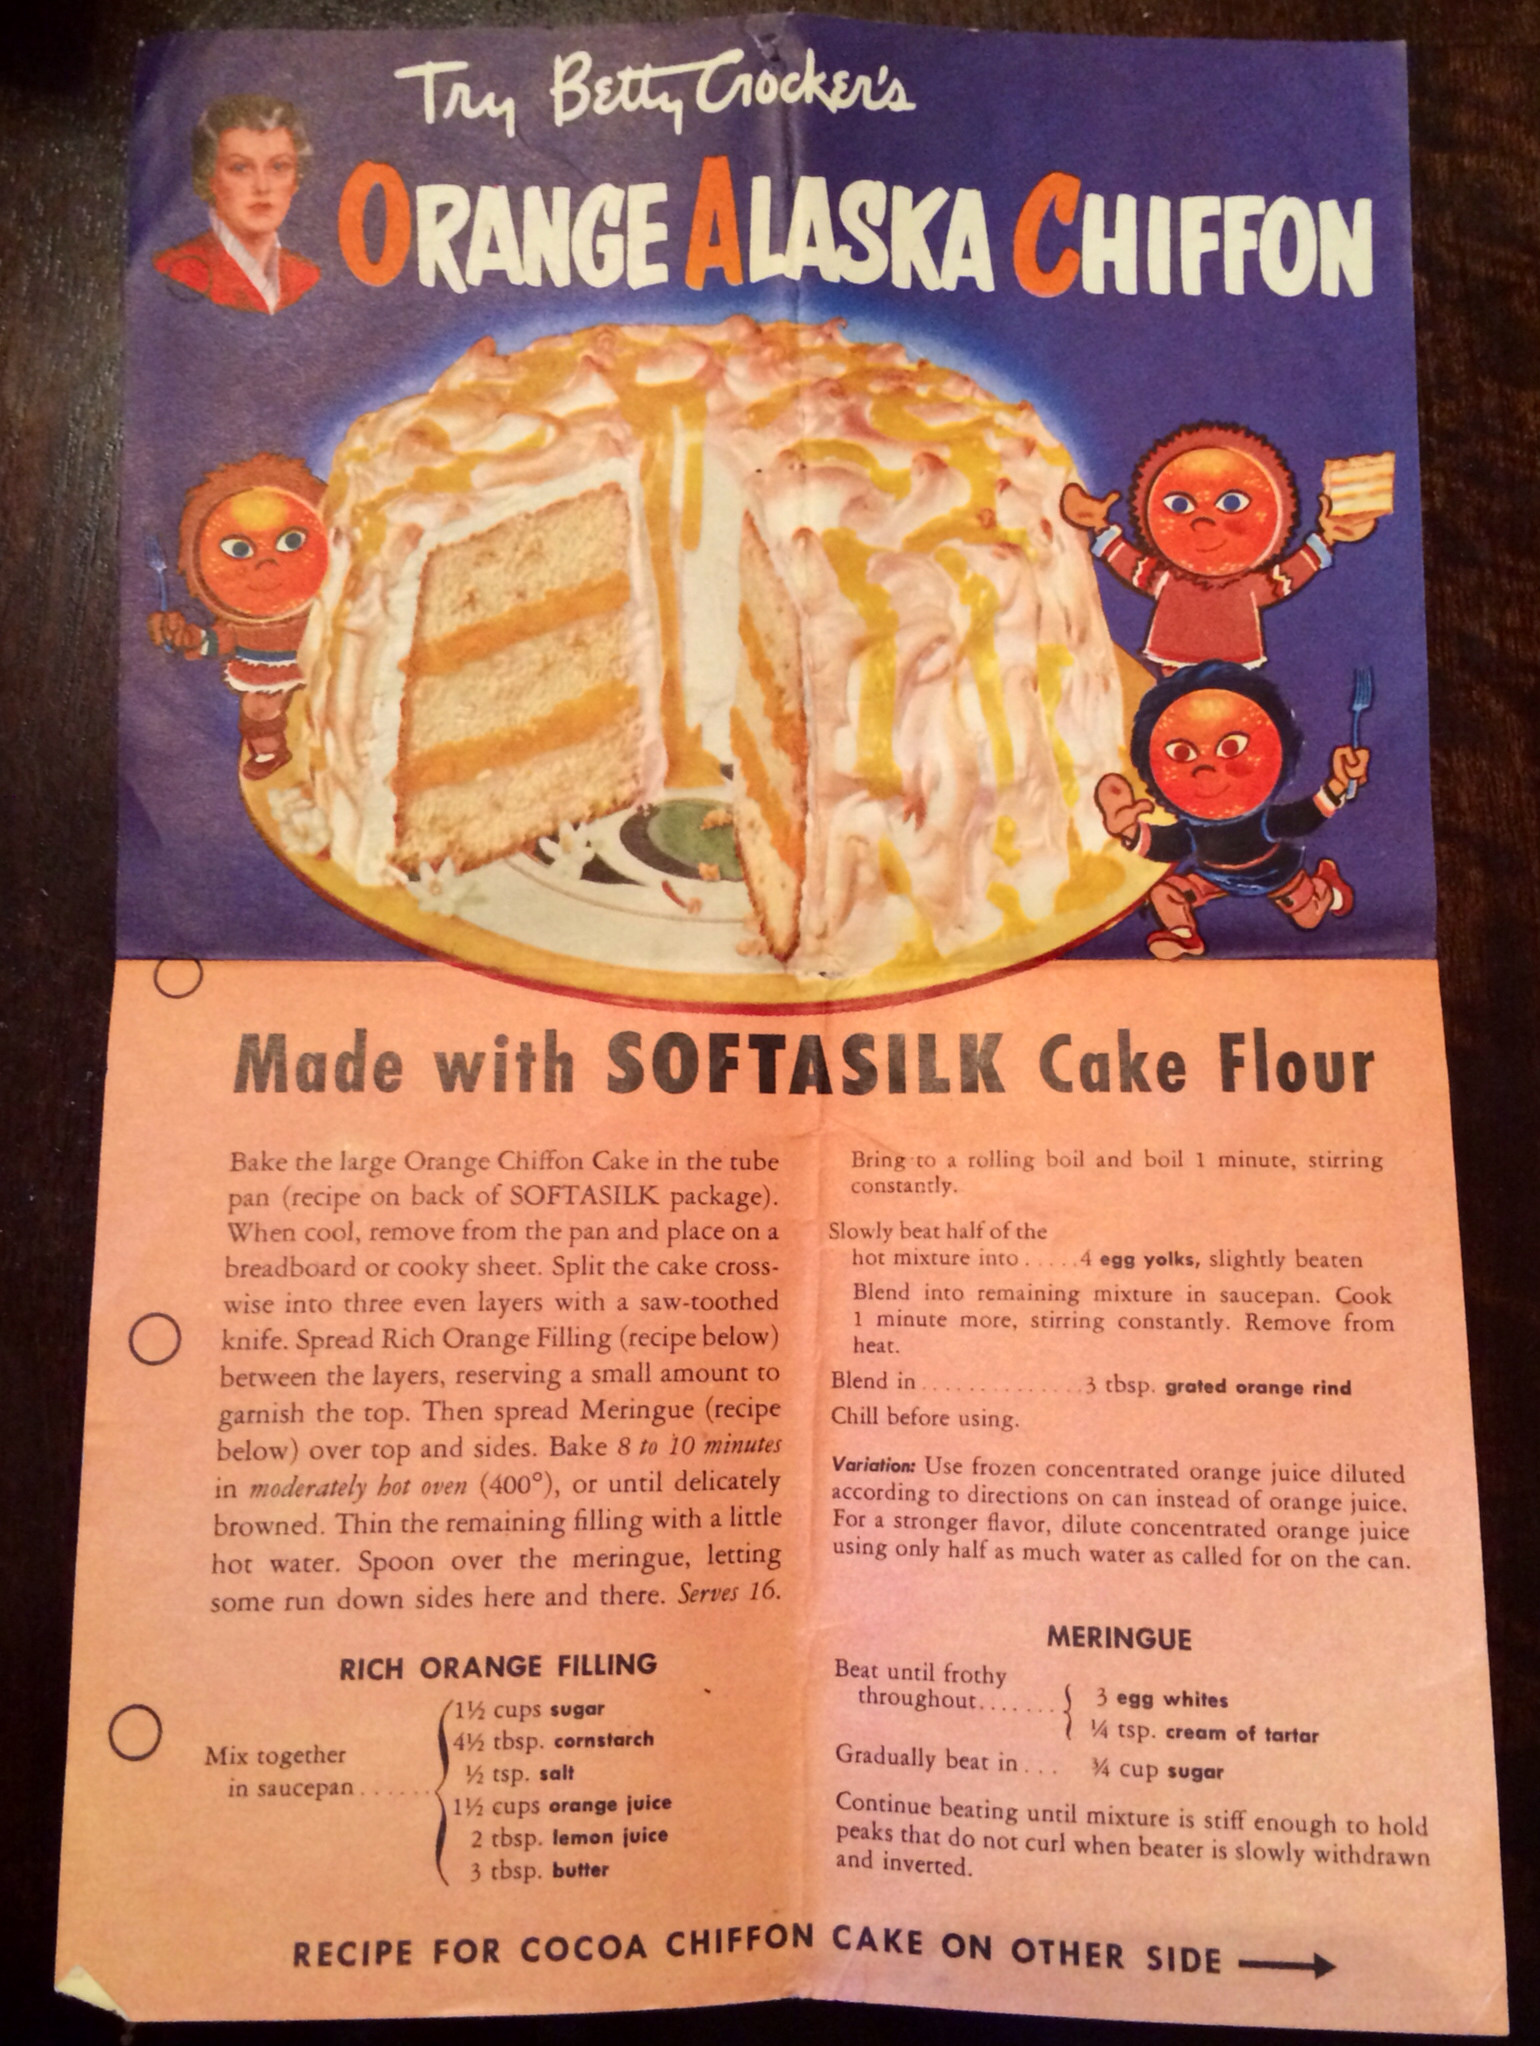 Try Betty Crocker's
ORANGE ALASKA CHIFFON
Made with SOFTASILK Cake Flour
Bake the large Orange Chiffon Cake in the tube
pan (recipe on back of SOFTASILK package).
When cool, remove from the pan and place on a
breadboard or cooky sheet. Split the cake cross-
wise into three even layers with a saw-toothed
knife. Spread Rich Orange Filling (recipe below)
between the layers, reserving a small amount to
garnish the top. Then spread Meringue (recipe
below) over top and sides. Bake 8 to 10 minutes
in moderately hot oven (400°), or until delicately
browned. Thin the remaining filling with a little
hot water. Spoon over the meringue, letting
some run down sides here and there. Serves 16.
RICH ORANGE FILLING
Mix together
in saucepan ......
1½ cups sugar
4½ tbsp. cornstarch
½ tsp. salt
1½ cups orange juice
2 tbsp. lemon juice
3 tbsp. butter
Bring to a rolling boil and boil 1 minute, stirring
constantly.
Slowly beat half of the
hot mixture into .....4 egg yolks, slightly beaten
Blend into remaining mixture in saucepan. Cook
1 minute more, stirring constantly. Remove from
heat.
Blend in .............3 tbsp. grated orange rind
Chill before using.
Variation: Use frozen concentrated orange juice diluted
according to directions on can instead of orange juice.
For a stronger flavor, dilute concentrated orange juice
using only half as much water as called for on the can.
MERINGUE
Beat until frothy
throughout.......
3 egg whites
¼ tsp. cream of tartar
Gradually beat in ... ¾ cup sugar
Continue beating until mixture is stiff enough to hold
peaks that do not curl when beater is slowly withdrawn
and inverted.
RECIPE FOR COCOA CHIFFON CAKE ON OTHER SIDE →